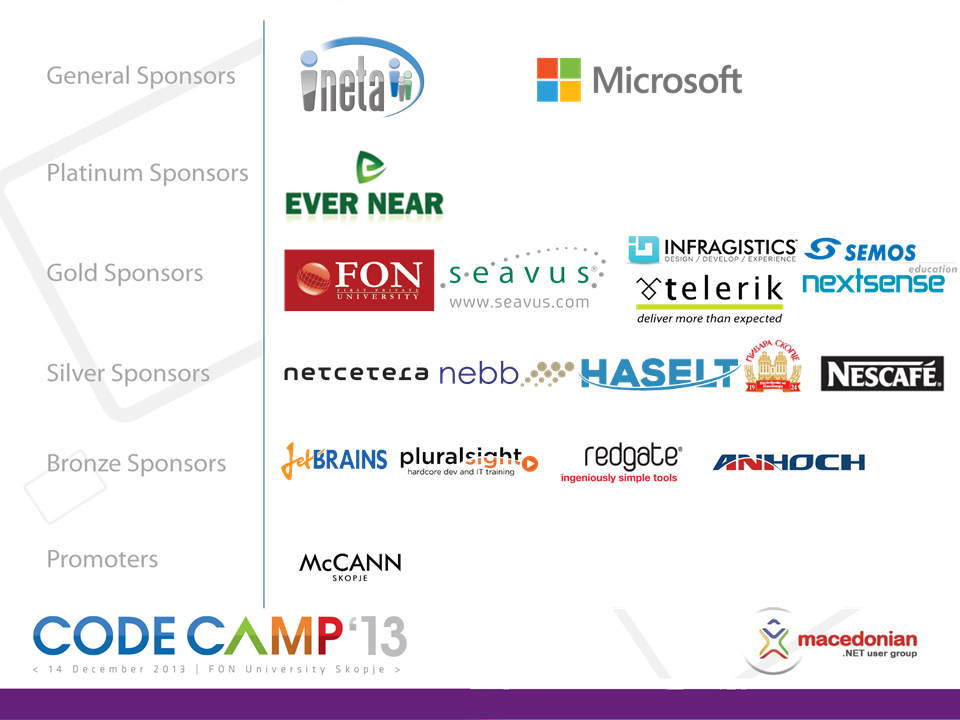 General Sponsors
ineta
Microsoft
Platinum Sponsors
EVER NEAR
Gold Sponsors
FON
FIRST PRIVATE
UNIVERSITY
seavus®
www.seavus.com
INFRAGISTICS™
DESIGN / DEVELOP / EXPERIENCE
telerik
deliver more than expected
SEMOS
education
nextsense
Silver Sponsors
netcetera
nebb
HASELT
ПИВАРА СКОПЈЕ
19 24
NESCAFÉ®
Bronze Sponsors
JetBRAINS
pluralsight
hardcore dev and IT training
redgate®
ingeniously simple tools
ANHOCH
Promoters
McCANN
SKOPJE
CODE CAMP '13
< 14 December 2013 | FON University Skopje >
macedonian
.NET user group